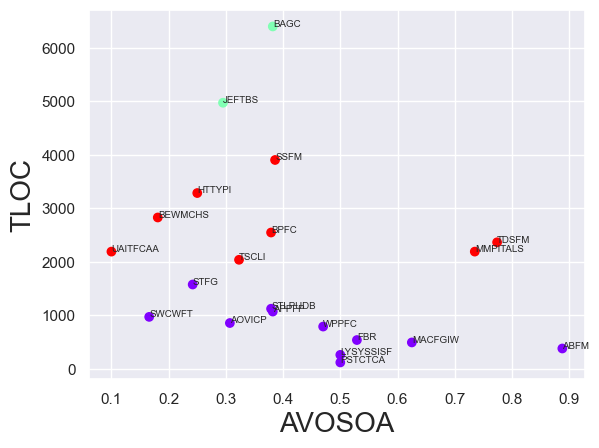 BAGC
6000
JEFTBS
5000
4000
SSFM
HTTYPI
3000
BEWMCHS
BPFC
TDSFM
UAITFCAA
MMPITALS
TSCLI
2000
STFG
SWCWFT
1000
AOVICP
WPPFC
FBR
MACFGIW
LYSYSSISF
ABFM
PSTCTCA
0
TLOC
0.1 0.2 0.3 0.4 0.5 0.6 0.7 0.8 0.9
AVOSOA